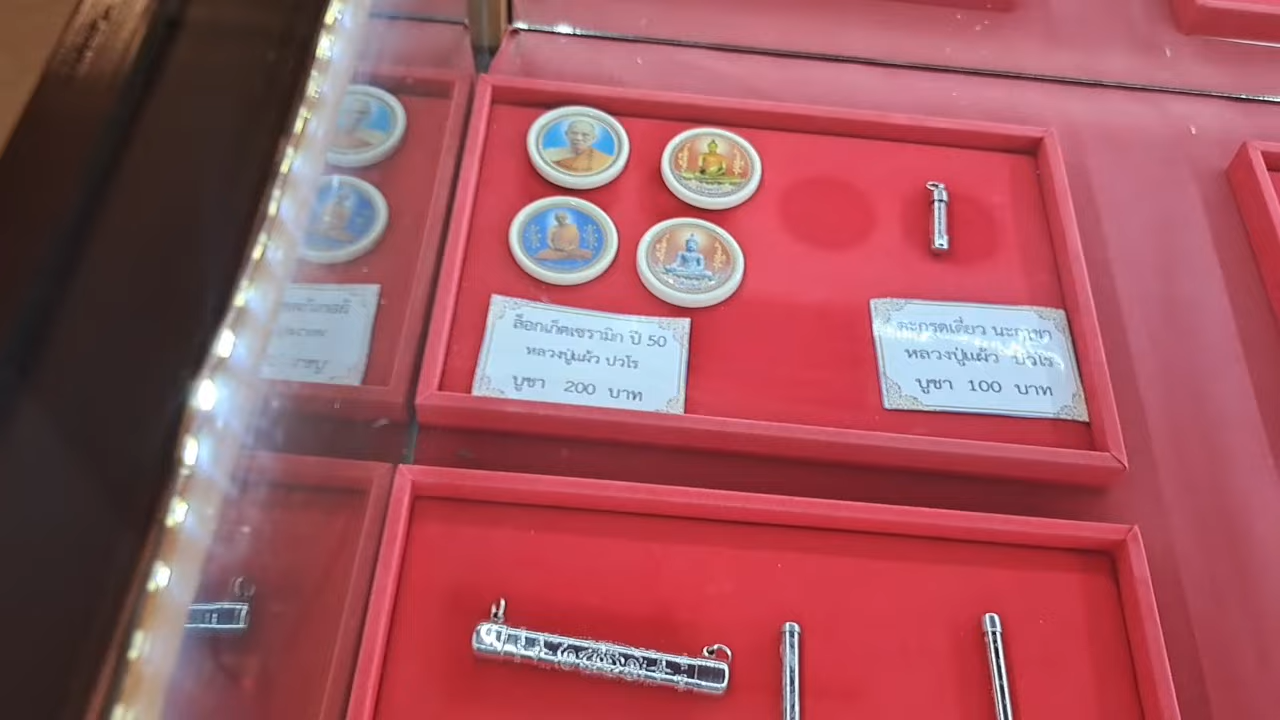 ล็อกเก็ตเซรามิก ปี 50
หลวงปู่แผ้ว ปวโร
บูชา 200 บาท
ตะกรุดเดี่ยว นะภูเขา
หลวงปู่แผ้ว ปวโร
บูชา 100 บาท